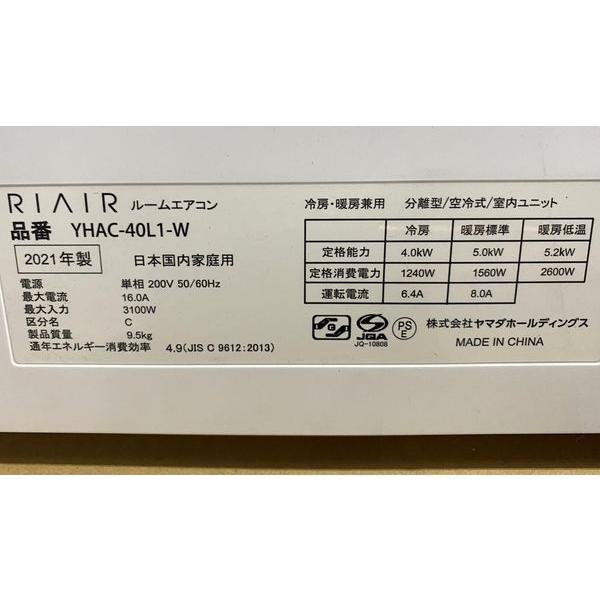 RIAIR ルームエアコン
品番 YHAC-40L1-W
2021年製 日本国内家庭用
電源 単相 200V 50/60Hz
最大電流 16.0A
最大入力 3100W
区分名 C
製品質量 9.5kg
通年エネルギー消費効率 4.9(JIS C 9612:2013)
冷房・暖房兼用 分離型/空冷式/室内ユニット
冷房 暖房標準 暖房低温
定格能力 4.0kW 5.0kW 5.2kW
定格消費電力 1240W 1560W 2600W
運転電流 6.4A 8.0A
JQA
JQ-10808
PS
E
株式会社ヤマダホールディングス
MADE IN CHINA